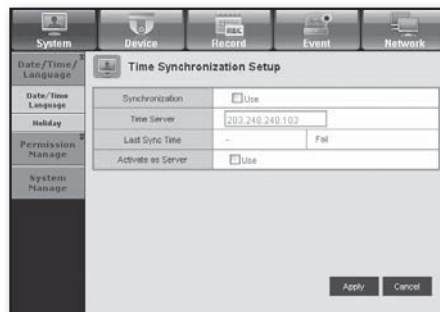 System Device Record Event Network
REC
Date/Time/
Language
Date/Time
Language
Holiday
Permission
Manage
System
Manage
Time Synchronization Setup
Synchronization Use
Time Server 203.240.240.103
Last Sync Time - Fail
Activate as Server Use
Apply Cancel